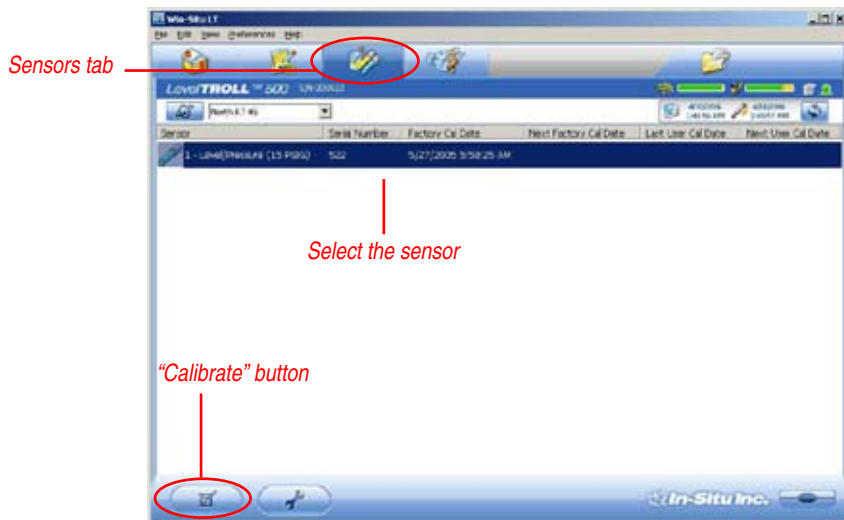 Win-Situ LT
File Edit View Preferences Help
Sensors tab
LevelTROLL™ 500 S/N
Sensor Serial Number Factory Cal Date Next Factory Cal Date Last User Cal Date Next User Cal Date
1 - Level/Pressure (15 PSIG) 522 5/27/2005 5:58:25 AM
Select the sensor
“Calibrate” button
In-Situ Inc.